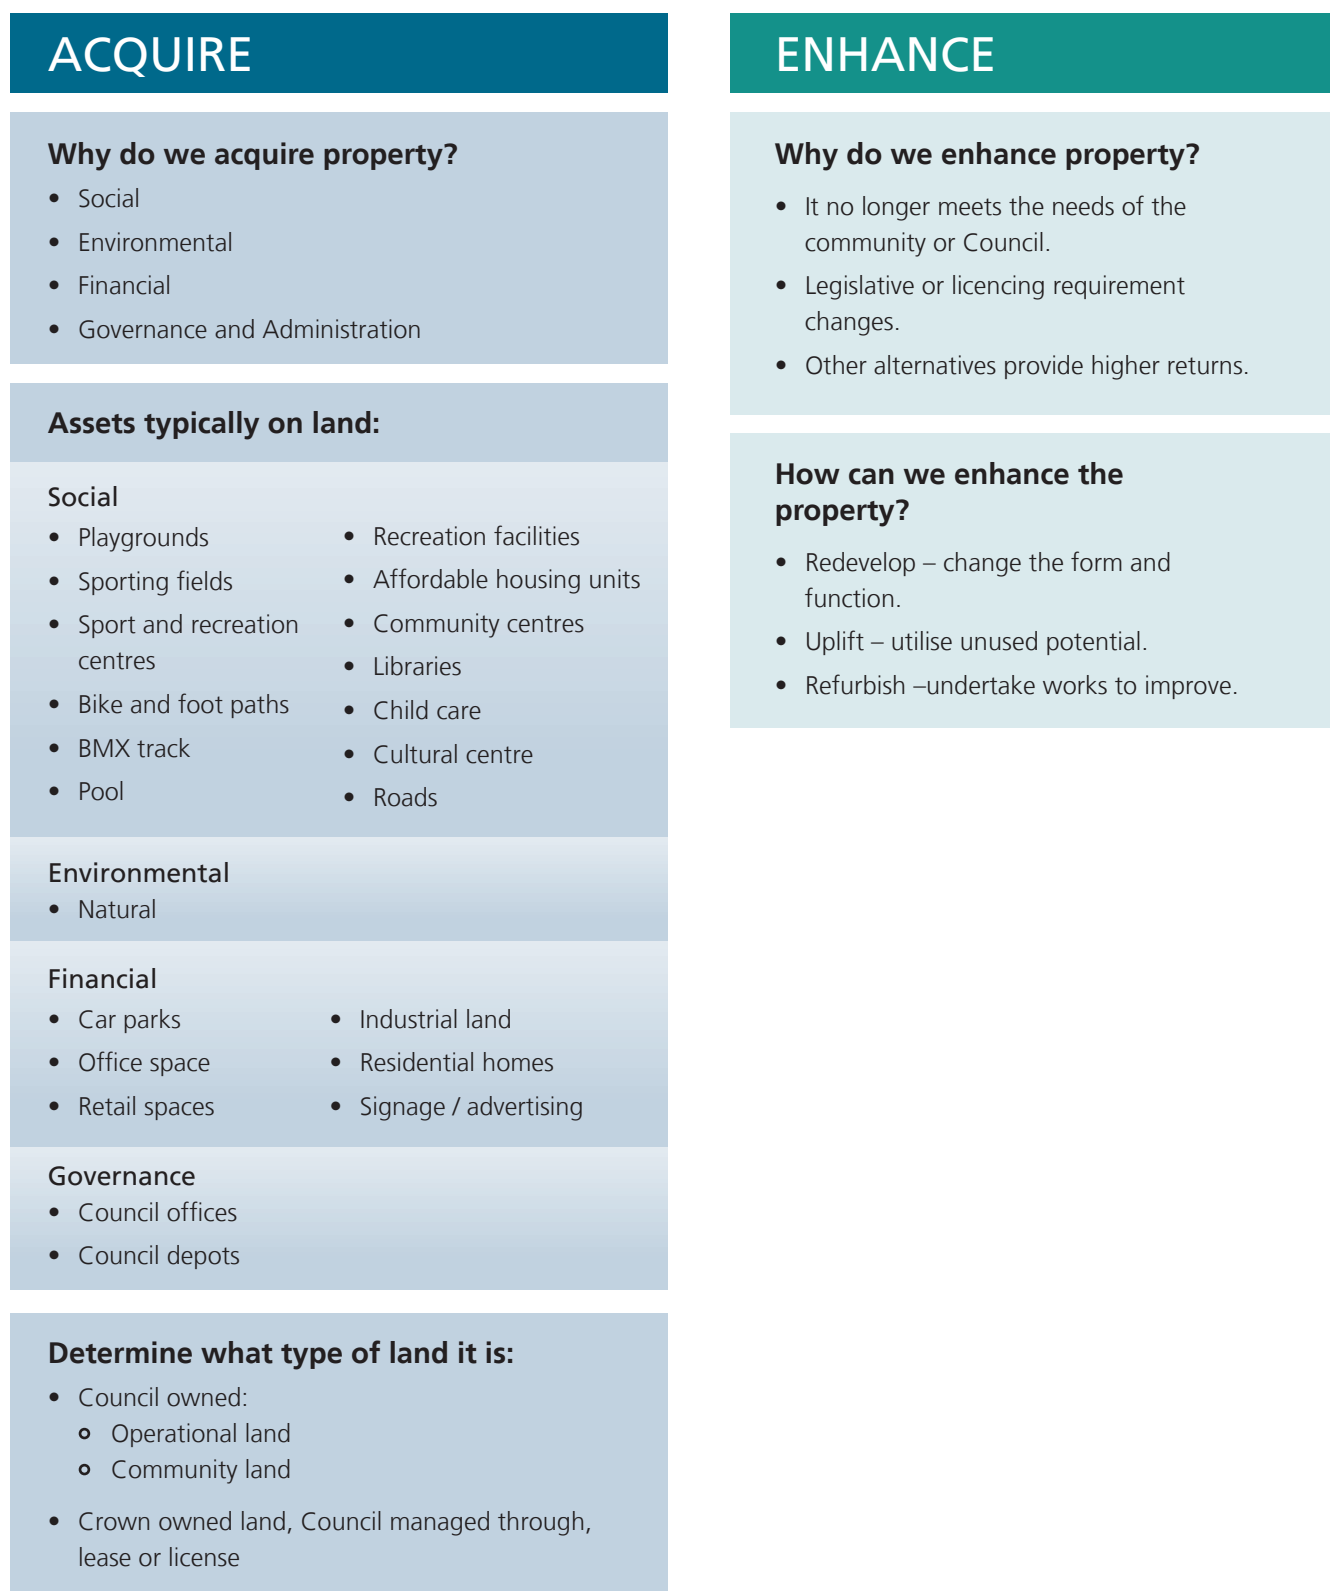 ACQUIRE
Why do we acquire property?
• Social
• Environmental
• Financial
• Governance and Administration
Assets typically on land:
Social
• Playgrounds
• Sporting fields
• Sport and recreation
centres
• Bike and foot paths
• BMX track
• Pool
• Recreation facilities
• Affordable housing units
• Community centres
• Libraries
• Child care
• Cultural centre
• Roads
Environmental
• Natural
Financial
• Car parks
• Office space
• Retail spaces
• Industrial land
• Residential homes
• Signage / advertising
Governance
• Council offices
• Council depots
Determine what type of land it is:
• Council owned:
o Operational land
o Community land
• Crown owned land, Council managed through,
lease or license
ENHANCE
Why do we enhance property?
• It no longer meets the needs of the
community or Council.
• Legislative or licencing requirement
changes.
• Other alternatives provide higher returns.
How can we enhance the
property?
• Redevelop – change the form and
function.
• Uplift – utilise unused potential.
• Refurbish –undertake works to improve.